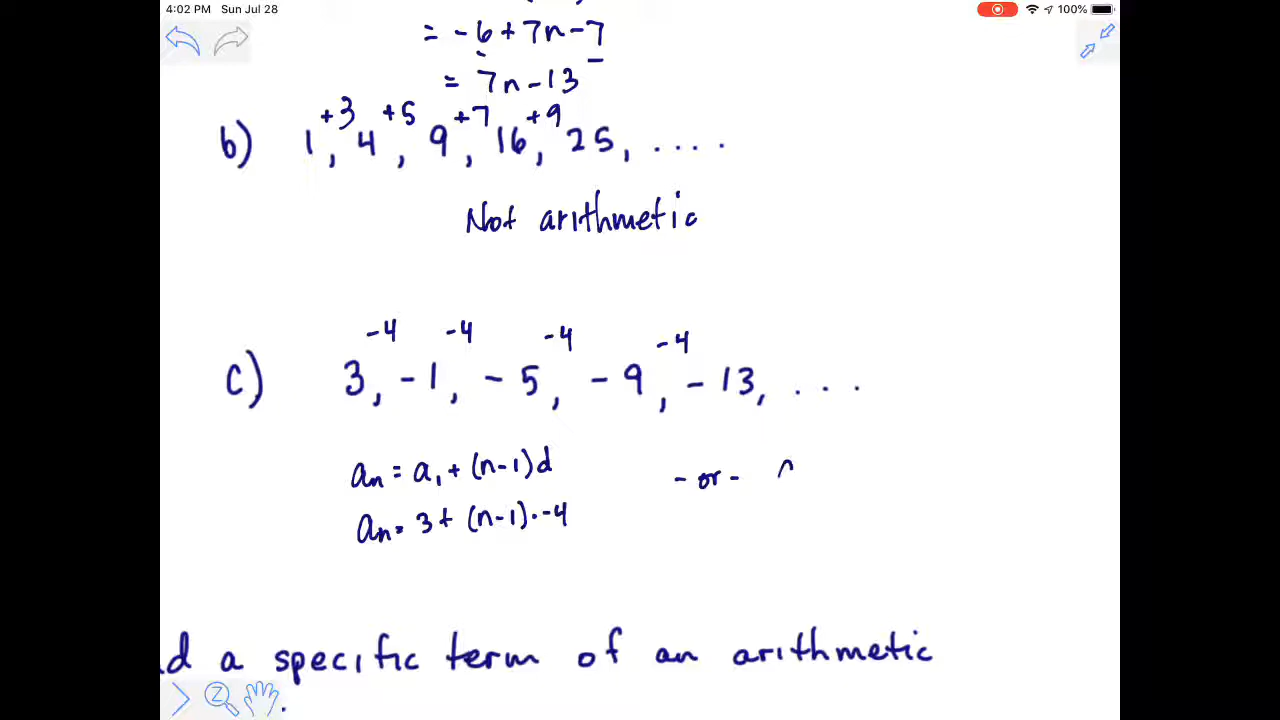 4:02 PM Sun Jul 28 100%
= -6+7n-7
= 7n-13
+3 +5 +7 +9
b) 1, 4, 9, 16, 25, ....
Not arithmetic
-4 -4 -4 -4
c) 3, -1, -5, -9, -13, ...
aₙ = a₁ + (n-1)d - or -
aₙ = 3 + (n-1)·-4
d a specific term of an arithmetic
Z .